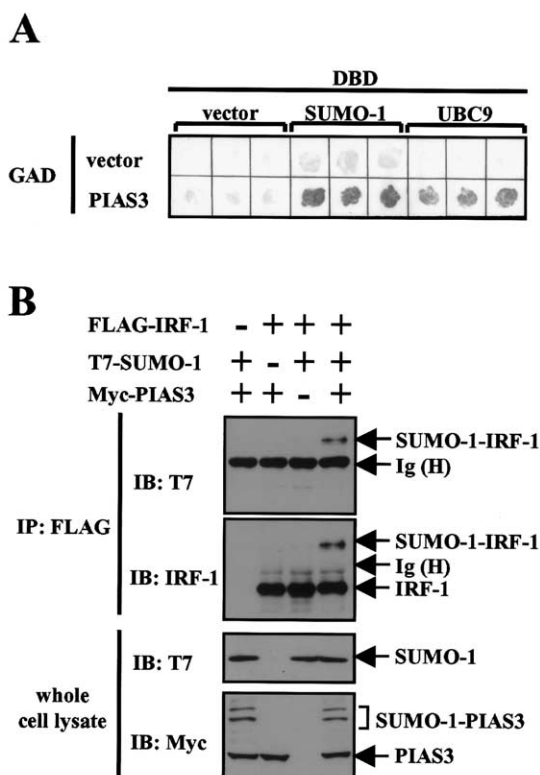 A
DBD
vector SUMO-1 UBC9
GAD
vector
PIAS3
B
FLAG-IRF-1 - + + +
T7-SUMO-1 + - + +
Myc-PIAS3 + + - +
IP: FLAG
IB: T7
SUMO-1-IRF-1
Ig (H)
IB: IRF-1
SUMO-1-IRF-1
Ig (H)
IRF-1
whole
cell lysate
IB: T7
SUMO-1
IB: Myc
SUMO-1-PIAS3
PIAS3